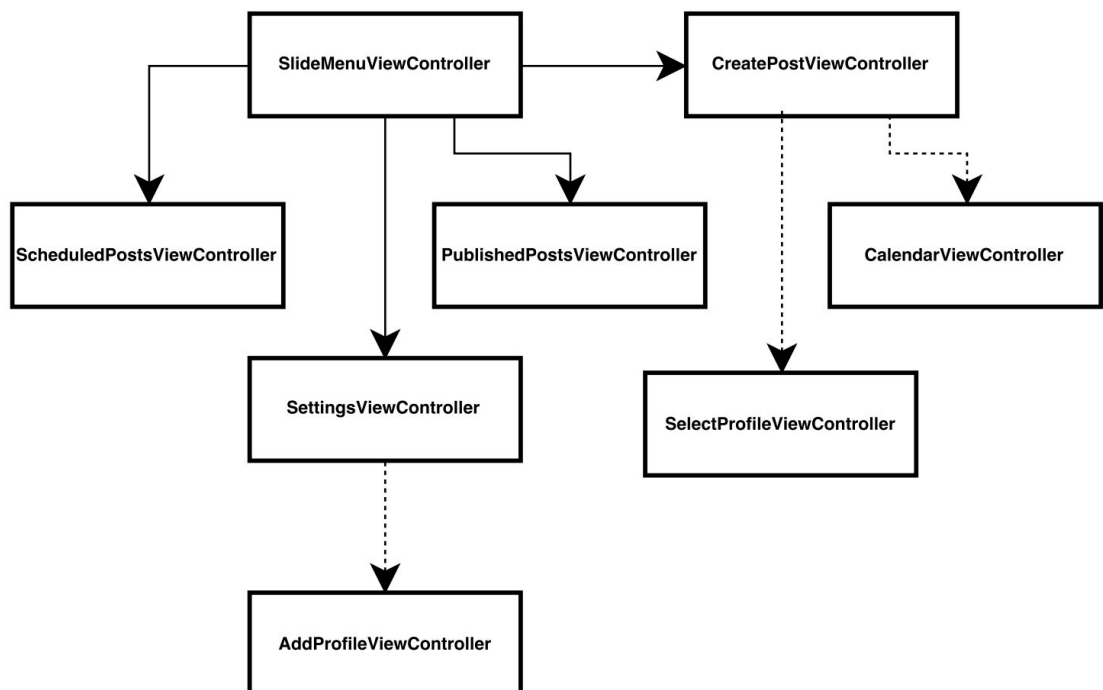 SlideMenuViewController
CreatePostViewController
ScheduledPostsViewController
PublishedPostsViewController
CalendarViewController
SettingsViewController
SelectProfileViewController
AddProfileViewController